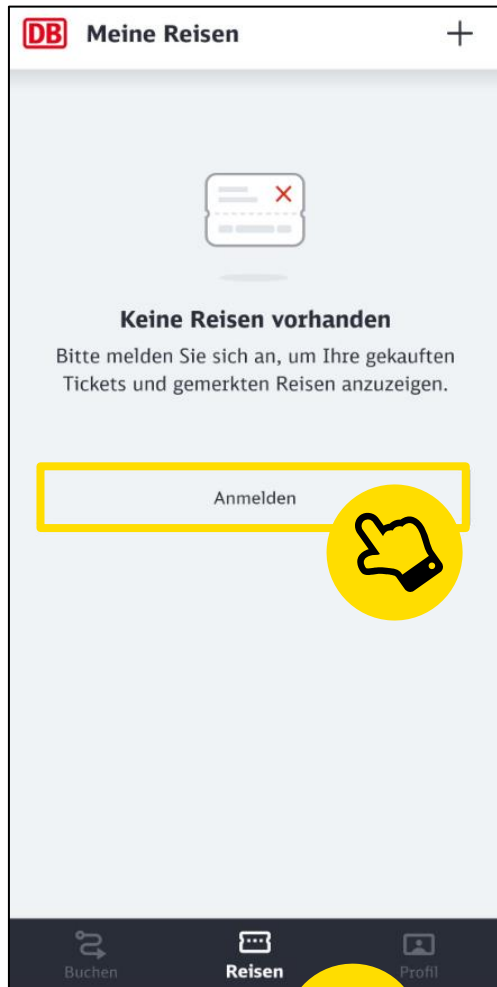 DB Meine Reisen
Keine Reisen vorhanden
Bitte melden Sie sich an, um Ihre gekauften
Tickets und gemerkten Reisen anzuzeigen.
Anmelden
Buchen Reisen Profil